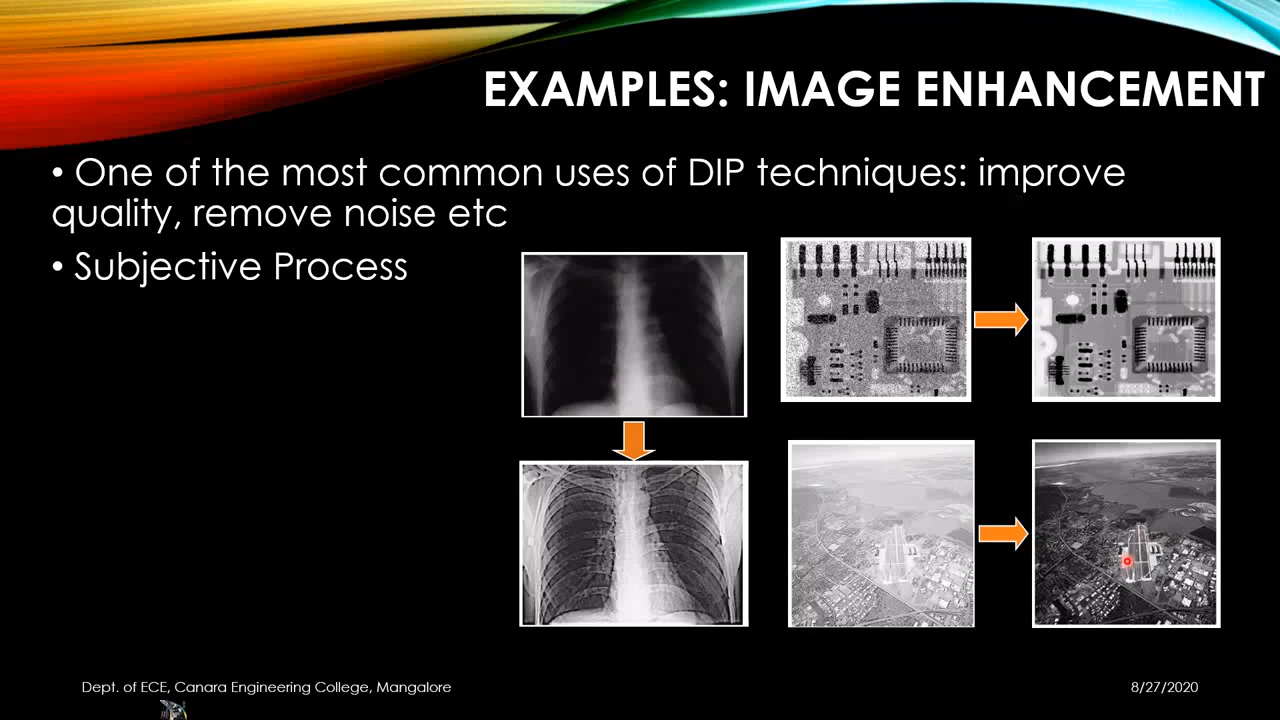 EXAMPLES: IMAGE ENHANCEMENT
• One of the most common uses of DIP techniques: improve
quality, remove noise etc
• Subjective Process
Dept. of ECE, Canara Engineering College, Mangalore
8/27/2020